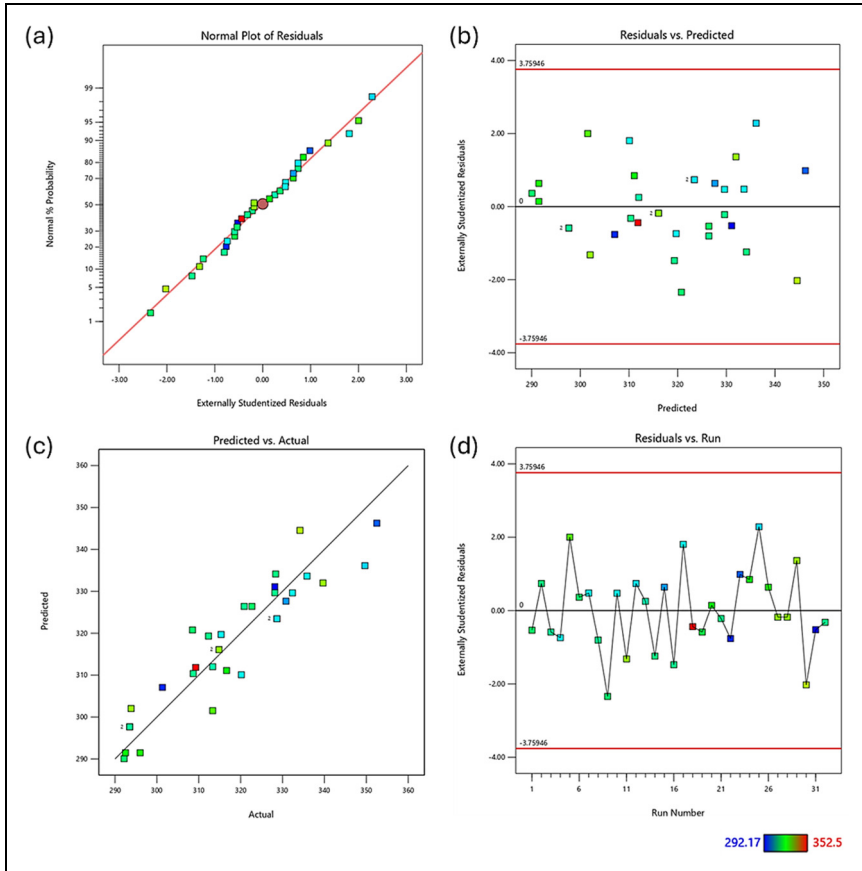 (a)
Normal Plot of Residuals
Normal % Probability
99
95
90
80
70
50
30
20
10
5
1
-3.00 -2.00 -1.00 0.00 1.00 2.00 3.00
Externally Studentized Residuals
(b)
Residuals vs. Predicted
Externally Studentized Residuals
4.00
3.75946
2.00
2
0.00
0
2
2
-2.00
-3.75946
-4.00
290 300 310 320 330 340 350
Predicted
(c)
Predicted vs. Actual
Predicted
360
350
340
330
2
320
2
310
300
2
290
290 300 310 320 330 340 350 360
Actual
(d)
Residuals vs. Run
Externally Studentized Residuals
4.00
3.75946
2.00
0.00
0
-2.00
-3.75946
-4.00
1 6 11 16 21 26 31
Run Number
292.17 352.5